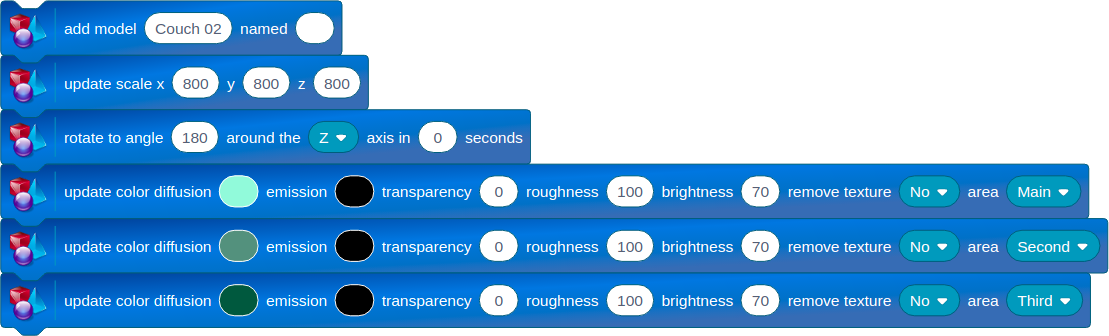 add model Couch 02 named
update scale x 800 y 800 z 800
rotate to angle 180 around the Z axis in 0 seconds
update color diffusion emission transparency 0 roughness 100 brightness 70 remove texture No area Main
update color diffusion emission transparency 0 roughness 100 brightness 70 remove texture No area Second
update color diffusion emission transparency 0 roughness 100 brightness 70 remove texture No area Third